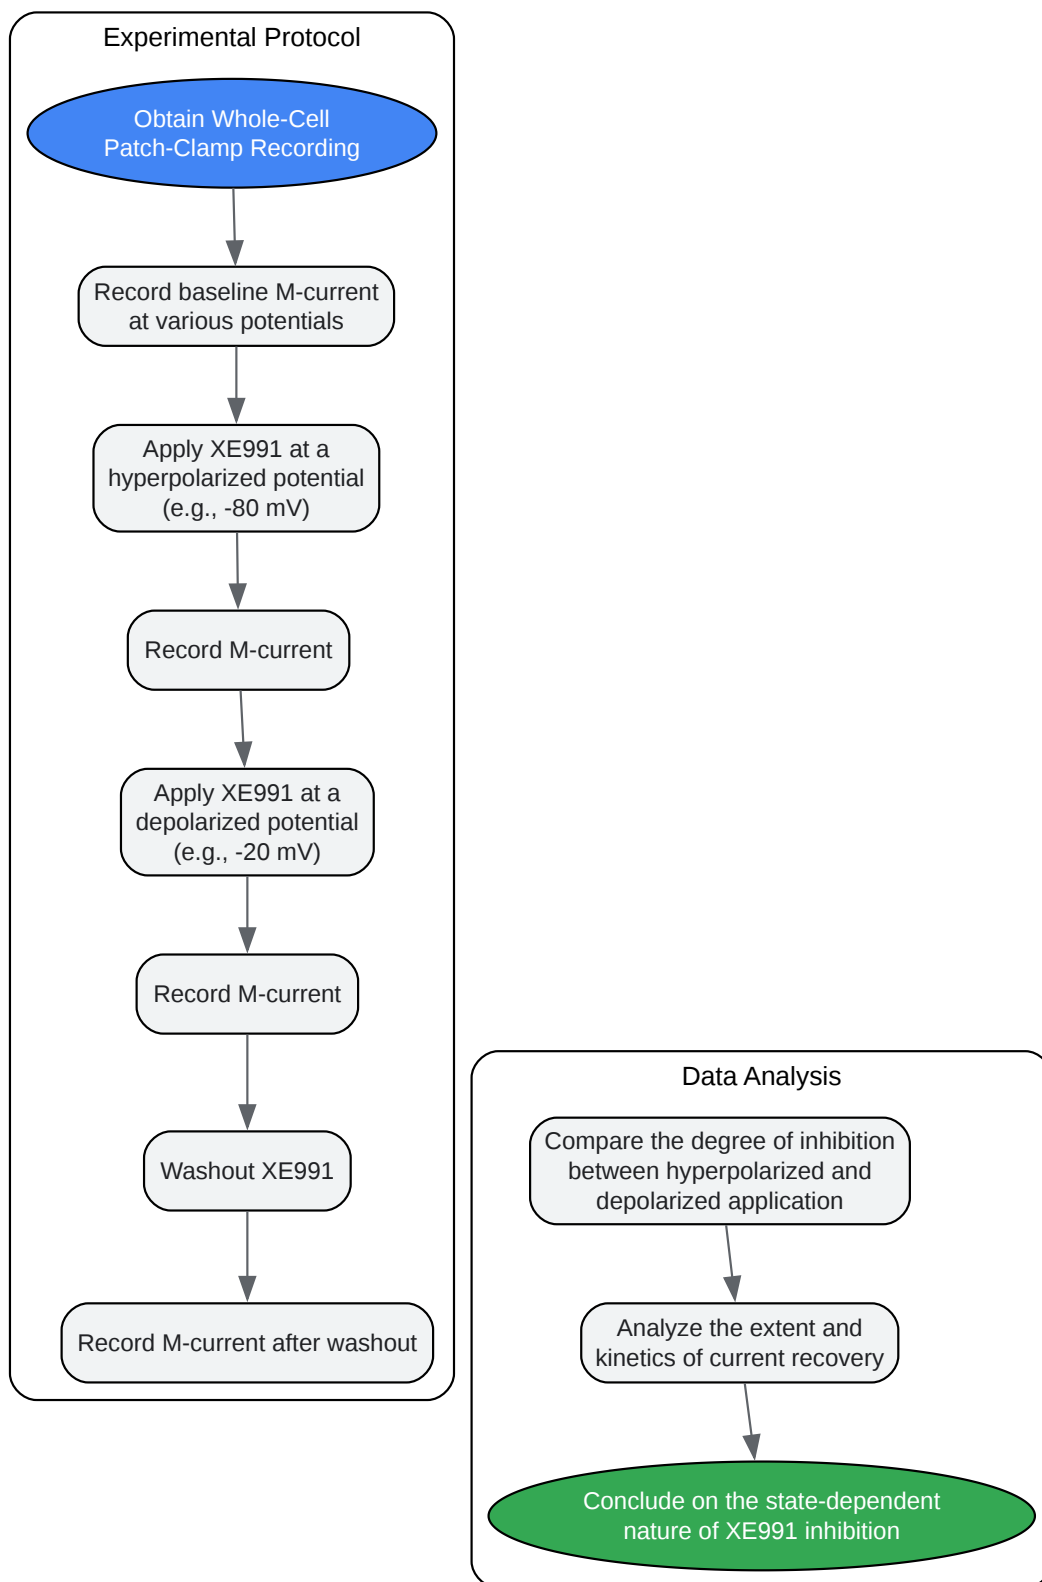 Experimental Protocol
Obtain Whole-Cell
Patch-Clamp Recording
Record baseline M-current
at various potentials
Apply XE991 at a
hyperpolarized potential
(e.g., -80 mV)
Record M-current
Apply XE991 at a
depolarized potential
(e.g., -20 mV)
Record M-current
Washout XE991
Record M-current after washout
Data Analysis
Compare the degree of inhibition
between hyperpolarized and
depolarized application
Analyze the extent and
kinetics of current recovery
Conclude on the state-dependent
nature of XE991 inhibition